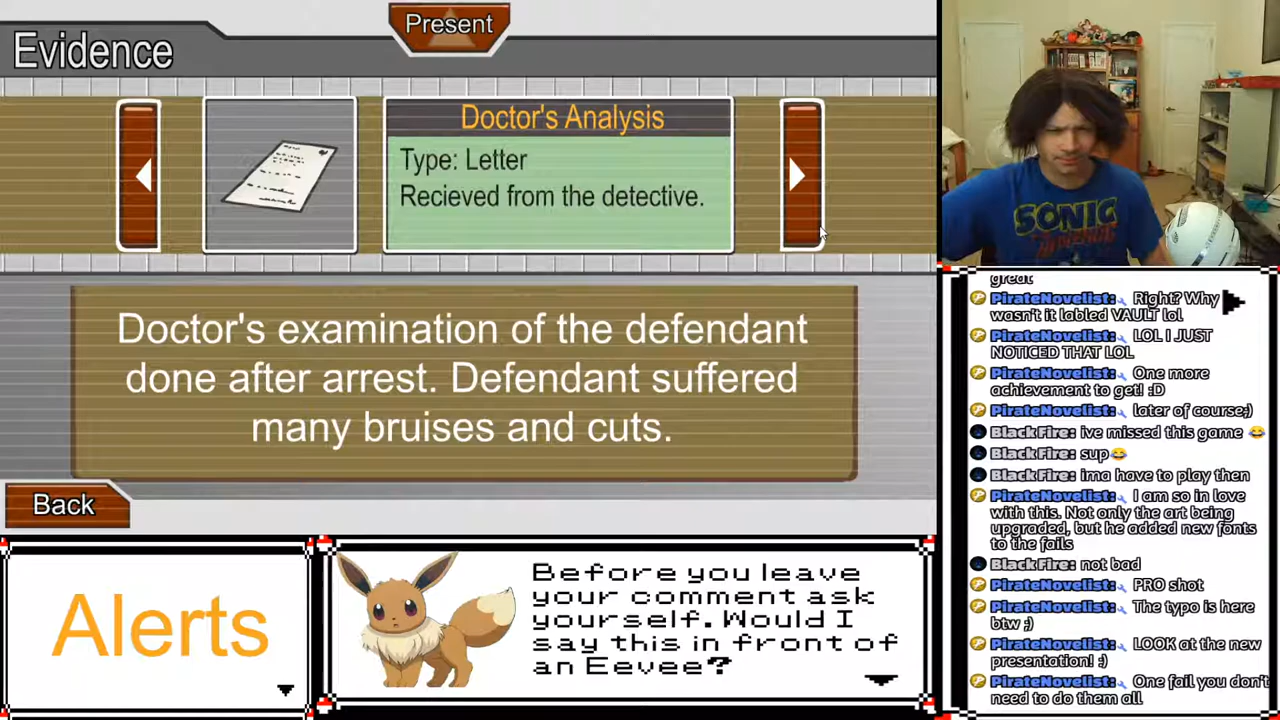 Present
Evidence
Doctor's Analysis
Type: Letter
Recieved from the detective.
Doctor's examination of the defendant
done after arrest. Defendant suffered
many bruises and cuts.
Back
Alerts
Before you leave
your comment ask
yourself. Would I
say this in front of
an Eevee?
SONIC
great
PirateNovelist: Right? Why
wasn't it labled VAULT lol
PirateNovelist: LOL I JUST
NOTICED THAT LOL
PirateNovelist: One more
achievement to get! :D
PirateNovelist: later of course;)
BlackFire: ive missed this game 😂
BlackFire: sup😂
BlackFire: ima have to play then
PirateNovelist: I am so in love
with this. Not only the art being
upgraded, but he added new fonts
to the fails
BlackFire: not bad
PirateNovelist: PRO shot
PirateNovelist: The typo is here
btw ;)
PirateNovelist: LOOK at the new
presentation! :)
PirateNovelist: One fail you don't
need to do them all